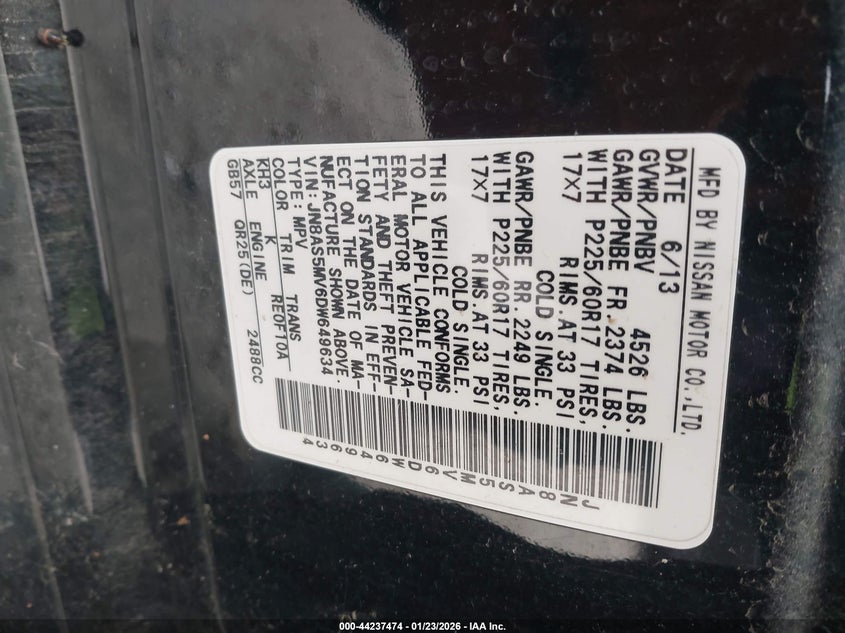 MFD BY NISSAN MOTOR CO.,LTD.
DATE 6/13
GVWR/PNBV 4526 LBS.
GAWR/PNBE FR.2374 LBS.
WITH P225/60R17 TIRES,
17X7 RIMS.AT 33 PSI
COLD SINGLE.
GAWR/PNBE RR.2249 LBS.
WITH P225/60R17 TIRES,
17X7 RIMS.AT 33 PSI
COLD SINGLE.
THIS VEHICLE CONFORMS
TO ALL APPLICABLE FED-
ERAL MOTOR VEHICLE SA-
FETY AND THEFT PREVEN-
TION STANDARDS IN EFF-
ECT ON THE DATE OF MA-
NUFACTURE SHOWN ABOVE.
VIN:JN8AS5MV6DW649634
TYPE:MPV
COLOR TRIM TRANS
KH3 K RE0F10A
AXLE ENGINE
GB57 QR25(DE) 2488CC
JN8AS5MV6DW649634
000-44237474 | 01/23/2026 - IAA Inc.